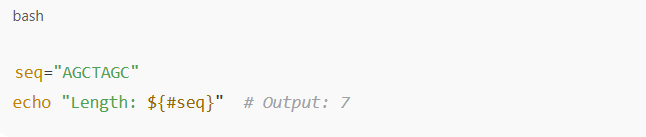 bash
seq="AGCTAGC"
echo "Length: ${#seq}"  # Output: 7